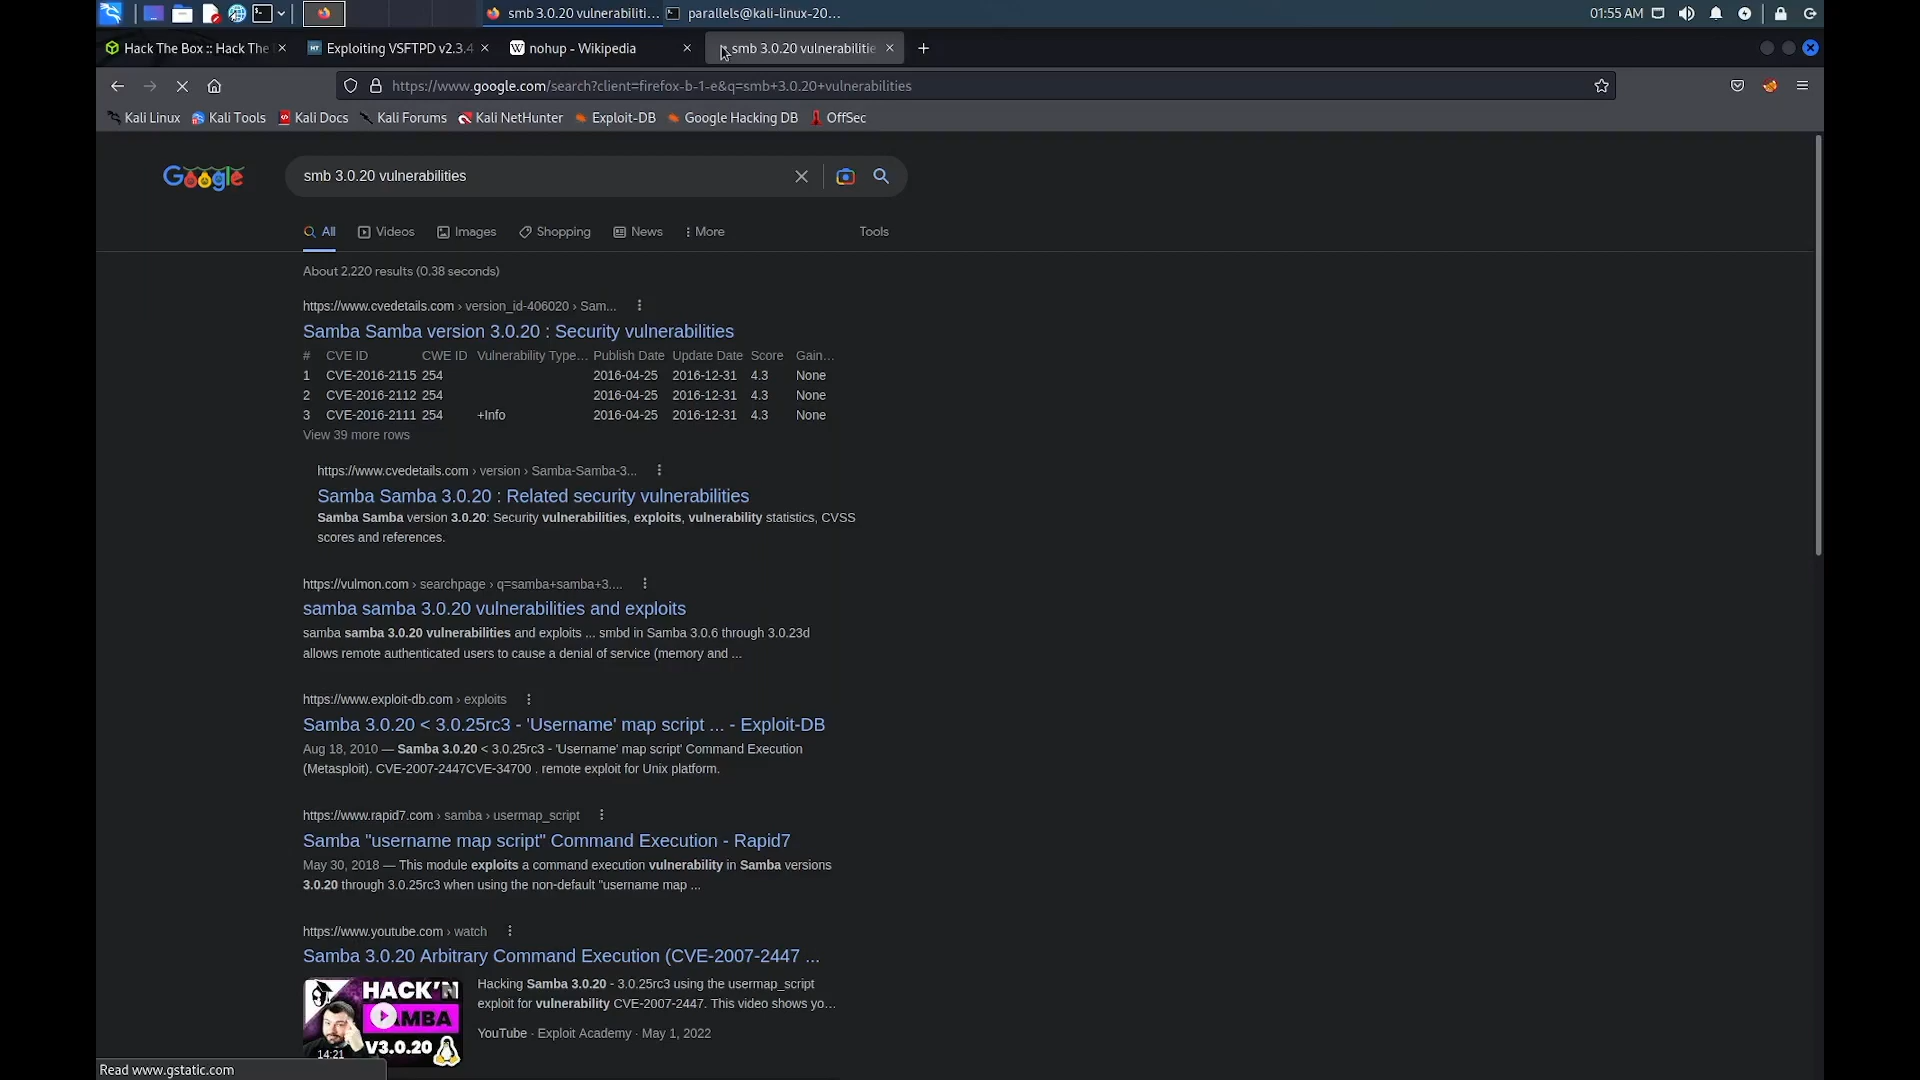 smb 3.0.20 vulnerabiliti...
parallels@kali-linux-20...
01:55 AM
Hack The Box :: Hack The
Exploiting VSFTPD v2.3.4
nohup - Wikipedia
smb 3.0.20 vulnerabilitie
https://www.google.com/search?client=firefox-b-1-e&q=smb+3.0.20+vulnerabilities
Kali Linux
Kali Tools
Kali Docs
Kali Forums
Kali NetHunter
Exploit-DB
Google Hacking DB
OffSec
Google
smb 3.0.20 vulnerabilities
All
Videos
Images
Shopping
News
More
Tools
About 2,220 results (0.38 seconds)
https://www.cvedetails.com › version_id-406020 › Sam...
Samba Samba version 3.0.20 : Security vulnerabilities
# CVE ID CWE ID Vulnerability Type... Publish Date Update Date Score Gain...
1 CVE-2016-2115 254 2016-04-25 2016-12-31 4.3 None
2 CVE-2016-2112 254 2016-04-25 2016-12-31 4.3 None
3 CVE-2016-2111 254 +Info 2016-04-25 2016-12-31 4.3 None
View 39 more rows
https://www.cvedetails.com › version › Samba-Samba-3...
Samba Samba 3.0.20 : Related security vulnerabilities
Samba Samba version 3.0.20: Security vulnerabilities, exploits, vulnerability statistics, CVSS
scores and references.
https://vulmon.com › searchpage › q=samba+samba+3....
samba samba 3.0.20 vulnerabilities and exploits
samba samba 3.0.20 vulnerabilities and exploits ... smbd in Samba 3.0.6 through 3.0.23d
allows remote authenticated users to cause a denial of service (memory and ...
https://www.exploit-db.com › exploits
Samba 3.0.20 < 3.0.25rc3 - 'Username' map script ... - Exploit-DB
Aug 18, 2010 — Samba 3.0.20 < 3.0.25rc3 - 'Username' map script' Command Execution
(Metasploit). CVE-2007-2447CVE-34700 . remote exploit for Unix platform.
https://www.rapid7.com › samba › usermap_script
Samba "username map script" Command Execution - Rapid7
May 30, 2018 — This module exploits a command execution vulnerability in Samba versions
3.0.20 through 3.0.25rc3 when using the non-default "username map ...
https://www.youtube.com › watch
Samba 3.0.20 Arbitrary Command Execution (CVE-2007-2447 ...
HACK'N
SAMBA
V3.0.20
14:21
Hacking Samba 3.0.20 - 3.0.25rc3 using the usermap_script
exploit for vulnerability CVE-2007-2447. This video shows yo...
YouTube · Exploit Academy · May 1, 2022
Read www.gstatic.com